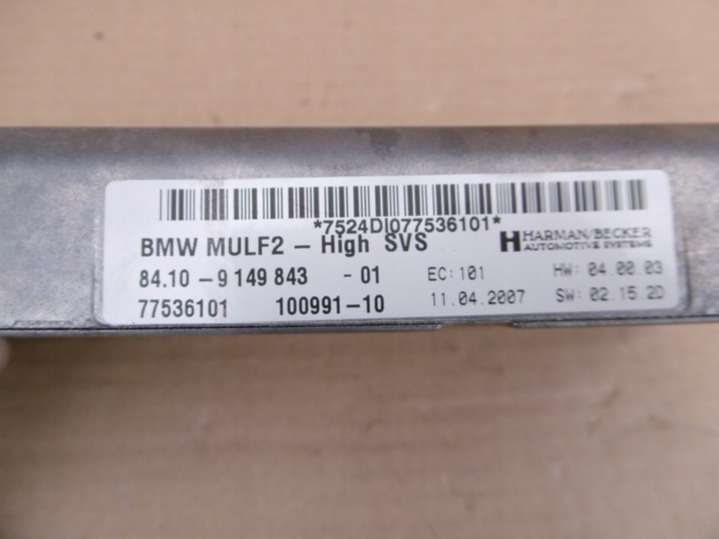 *7524DI077536101*
BMW MULF2 – High SVS
HARMAN/BECKER
AUTOMOTIVE SYSTEMS
84.10 – 9 149 843 - 01 EC: 101 HW: 04.00.03
77536101 100991–10 11.04.2007 SW: 02.15.20